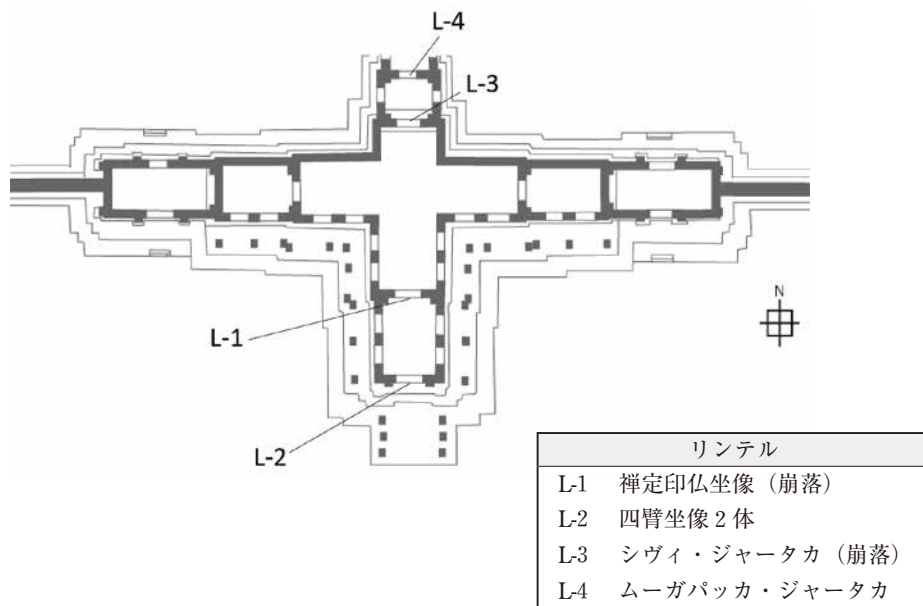 L-4
L-3
N
L-1
L-2
リンテル
L-1 禅定印仏坐像(崩落)
L-2 四臂坐像2体
L-3 シヴィ・ジャータカ(崩落)
L-4 ムーガパッカ・ジャータカ